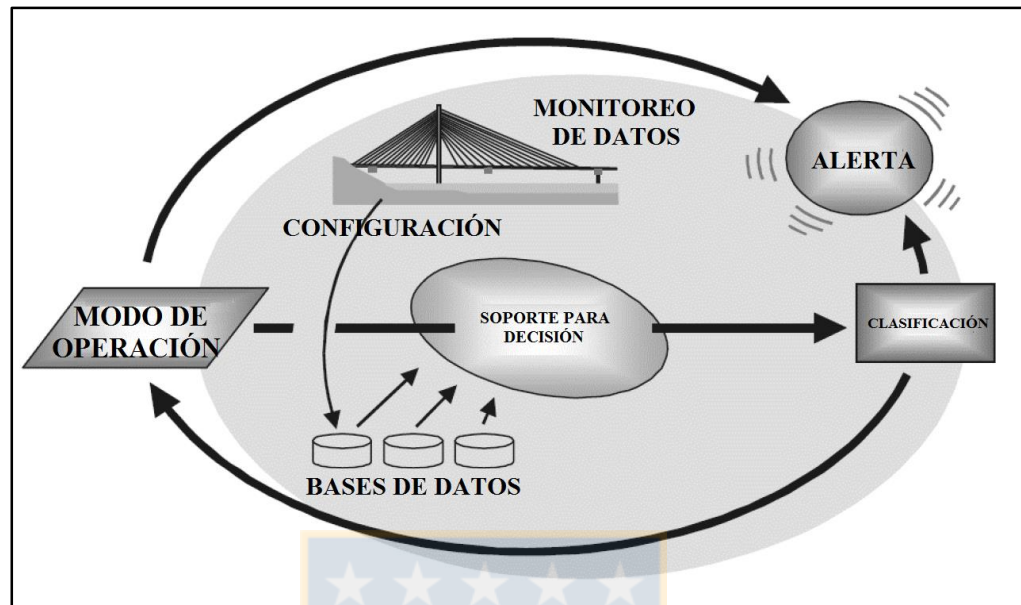 MONITOREO
DE DATOS
ALERTA
CONFIGURACIÓN
MODO DE
OPERACIÓN
SOPORTE PARA
DECISIÓN
CLASIFICACIÓN
BASES DE DATOS